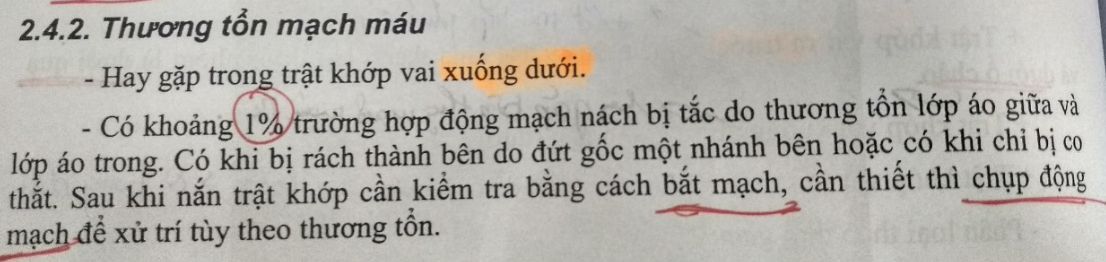 2.4.2. Thương tổn mạch máu
- Hay gặp trong trật khớp vai xuống dưới.
- Có khoảng 1% trường hợp động mạch nách bị tắc do thương tổn lớp áo giữa và
lớp áo trong. Có khi bị rách thành bên do đứt gốc một nhánh bên hoặc có khi chỉ bị co
thắt. Sau khi nắn trật khớp cần kiểm tra bằng cách bắt mạch, cần thiết thì chụp động
mạch để xử trí tùy theo thương tổn.